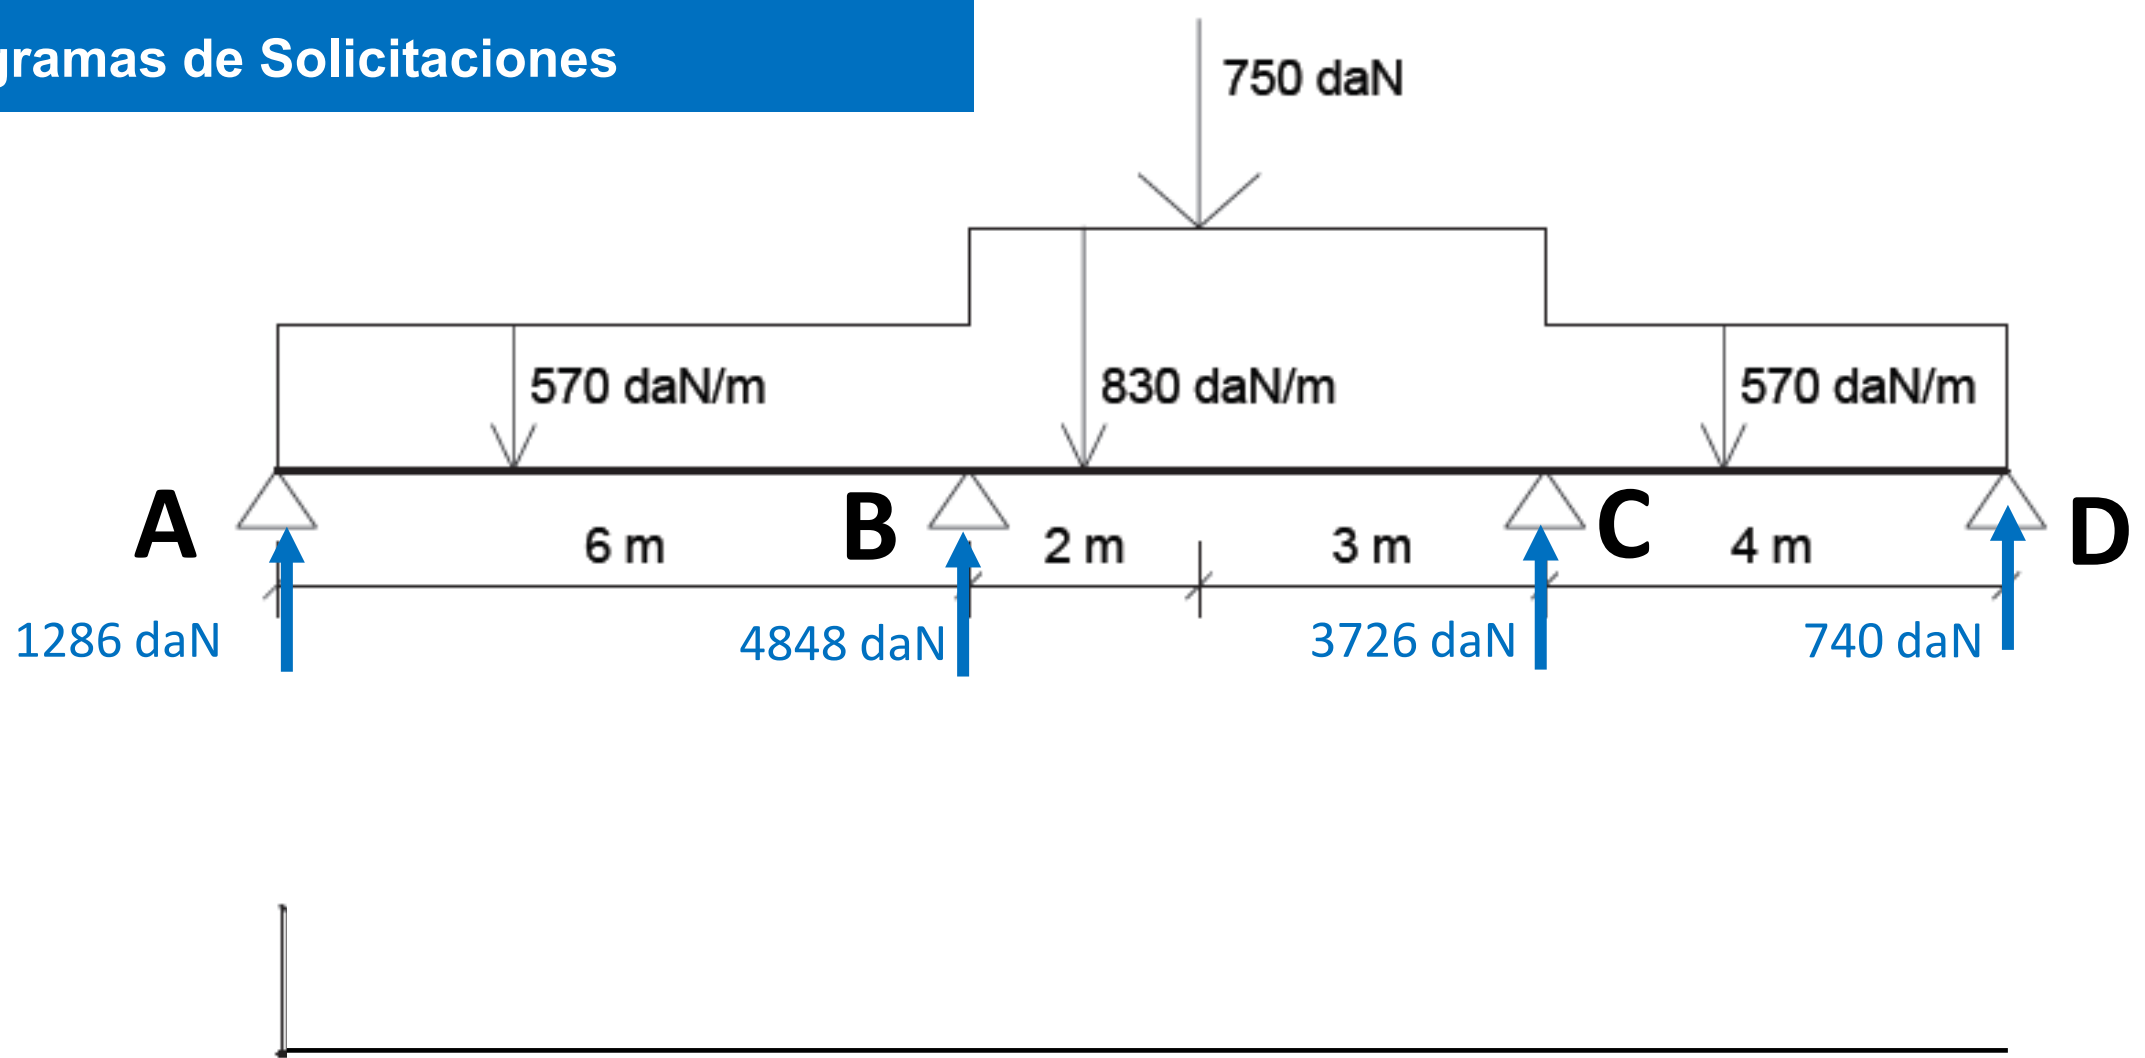 gramas de Solicitaciones
750 daN
570 daN/m
830 daN/m
570 daN/m
A
B
C
D
6 m
2 m
3 m
4 m
1286 daN
4848 daN
3726 daN
740 daN